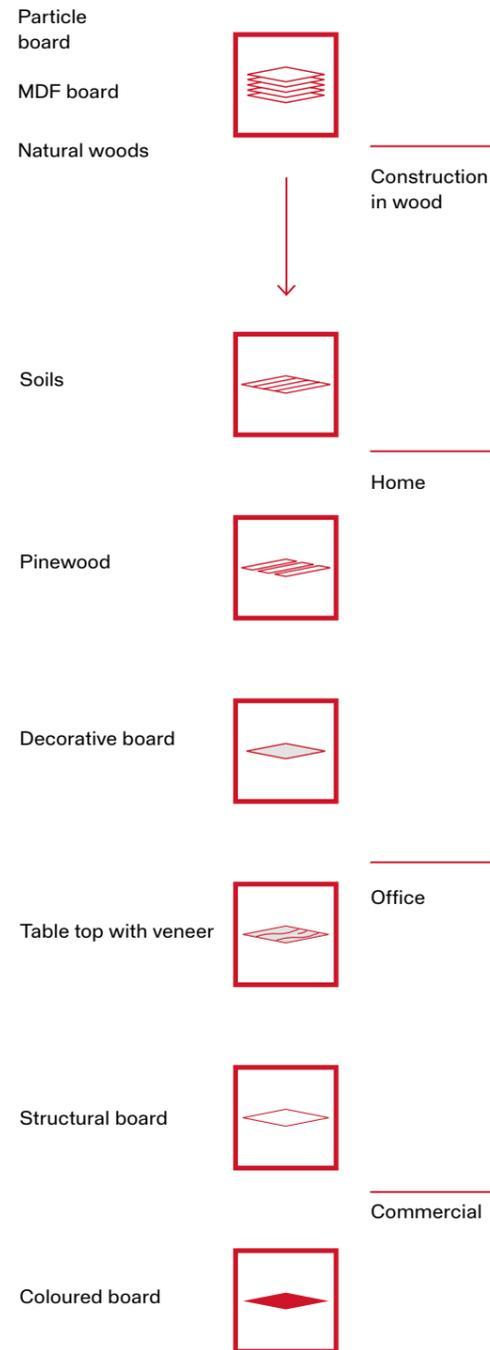 Particle
board
MDF board
Natural woods
Construction
in wood
Soils
Home
Pinewood
Decorative board
Office
Table top with veneer
Structural board
Commercial
Coloured board